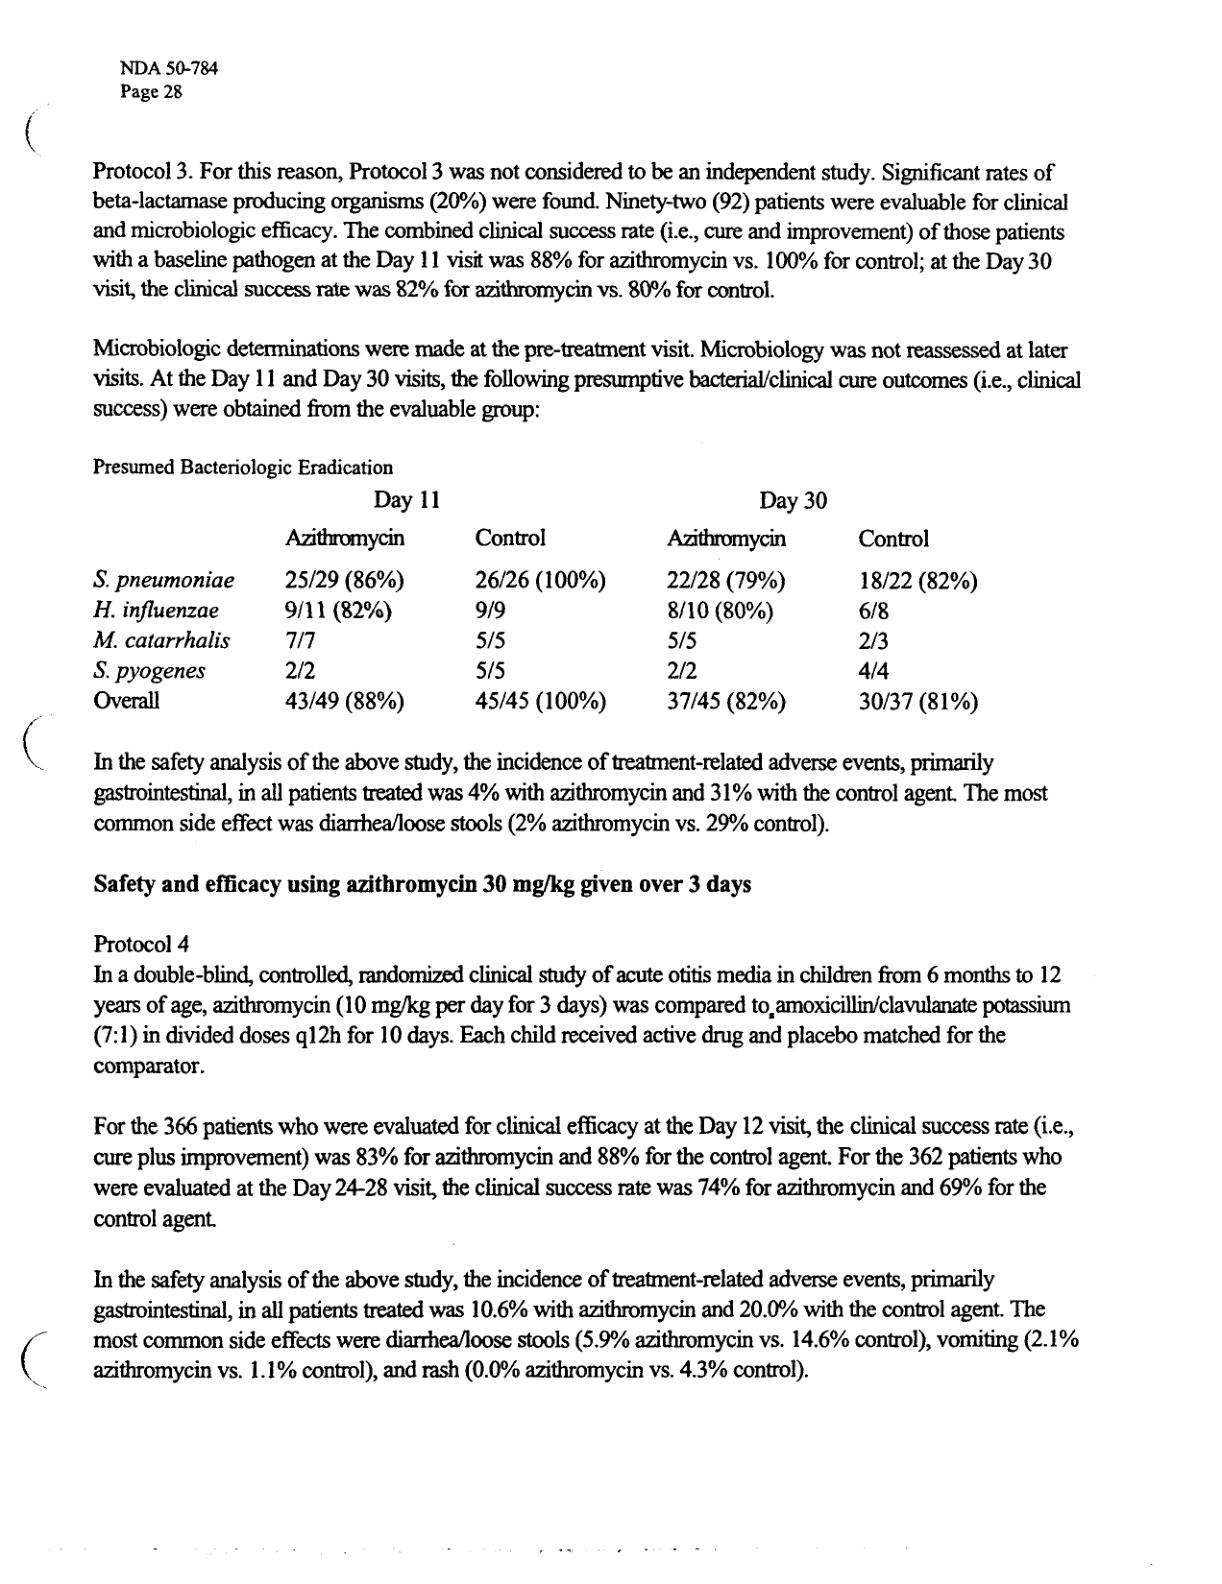 NDA 50-784
Page 28
Protocol 3. For this reason, Protocol 3 was not considered to be an independent study. Significant rates of
beta-lactamase producing organisms (20%) were found. Ninety-two (92) patients were evaluable for clinical
and microbiologic efficacy. The combined clinical success rate (i.e., cure and improvement) of those patients
with a baseline pathogen at the Day 11 visit was 88% for azithromycin vs. 100% for control; at the Day 30
visit, the clinical success rate was 82% for azithromycin vs. 80% for control.
Microbiologic determinations were made at the pre-treatment visit. Microbiology was not reassessed at later
visits. At the Day 11 and Day 30 visits, the following presumptive bacterial/clinical cure outcomes (i.e., clinical
success) were obtained from the evaluable group:
Presumed Bacteriologic Eradication
Day 11 Day 30
Azithromycin Control Azithromycin Control
S. pneumoniae 25/29 (86%) 26/26 (100%) 22/28 (79%) 18/22 (82%)
H. influenzae 9/11 (82%) 9/9 8/10 (80%) 6/8
M. catarrhalis 7/7 5/5 5/5 2/3
S. pyogenes 2/2 5/5 2/2 4/4
Overall 43/49 (88%) 45/45 (100%) 37/45 (82%) 30/37 (81%)
In the safety analysis of the above study, the incidence of treatment-related adverse events, primarily
gastrointestinal, in all patients treated was 4% with azithromycin and 31% with the control agent. The most
common side effect was diarrhea/loose stools (2% azithromycin vs. 29% control).
Safety and efficacy using azithromycin 30 mg/kg given over 3 days
Protocol 4
In a double-blind, controlled, randomized clinical study of acute otitis media in children from 6 months to 12
years of age, azithromycin (10 mg/kg per day for 3 days) was compared to amoxicillin/clavulanate potassium
(7:1) in divided doses q12h for 10 days. Each child received active drug and placebo matched for the
comparator.
For the 366 patients who were evaluated for clinical efficacy at the Day 12 visit, the clinical success rate (i.e.,
cure plus improvement) was 83% for azithromycin and 88% for the control agent. For the 362 patients who
were evaluated at the Day 24-28 visit, the clinical success rate was 74% for azithromycin and 69% for the
control agent.
In the safety analysis of the above study, the incidence of treatment-related adverse events, primarily
gastrointestinal, in all patients treated was 10.6% with azithromycin and 20.0% with the control agent. The
most common side effects were diarrhea/loose stools (5.9% azithromycin vs. 14.6% control), vomiting (2.1%
azithromycin vs. 1.1% control), and rash (0.0% azithromycin vs. 4.3% control).